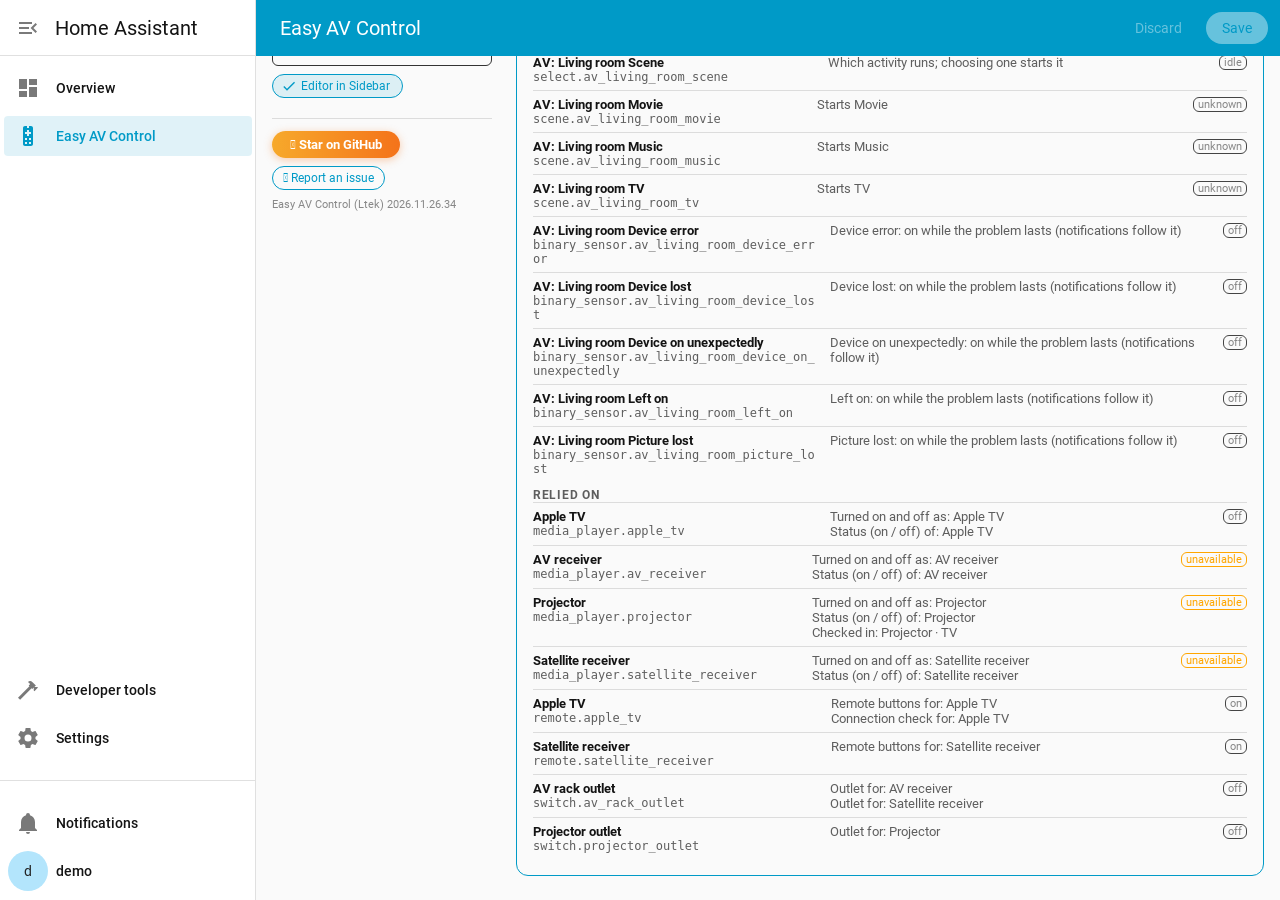 Home Assistant
Easy AV Control
Discard
Save
Overview
Easy AV Control
Developer tools
Settings
Notifications
d
demo
Editor in Sidebar
Star on GitHub
Report an issue
Easy AV Control (Ltek) 2026.11.26.34
AV: Living room Scene
select.av_living_room_scene
Which activity runs; choosing one starts it
idle
AV: Living room Movie
scene.av_living_room_movie
Starts Movie
unknown
AV: Living room Music
scene.av_living_room_music
Starts Music
unknown
AV: Living room TV
scene.av_living_room_tv
Starts TV
unknown
AV: Living room Device error
binary_sensor.av_living_room_device_err
or
Device error: on while the problem lasts (notifications follow it)
off
AV: Living room Device lost
binary_sensor.av_living_room_device_los
t
Device lost: on while the problem lasts (notifications follow it)
off
AV: Living room Device on unexpectedly
binary_sensor.av_living_room_device_on_
unexpectedly
Device on unexpectedly: on while the problem lasts (notifications
follow it)
off
AV: Living room Left on
binary_sensor.av_living_room_left_on
Left on: on while the problem lasts (notifications follow it)
off
AV: Living room Picture lost
binary_sensor.av_living_room_picture_lo
st
Picture lost: on while the problem lasts (notifications follow it)
off
RELIED ON
Apple TV
media_player.apple_tv
Turned on and off as: Apple TV
Status (on / off) of: Apple TV
off
AV receiver
media_player.av_receiver
Turned on and off as: AV receiver
Status (on / off) of: AV receiver
unavailable
Projector
media_player.projector
Turned on and off as: Projector
Status (on / off) of: Projector
Checked in: Projector · TV
unavailable
Satellite receiver
media_player.satellite_receiver
Turned on and off as: Satellite receiver
Status (on / off) of: Satellite receiver
unavailable
Apple TV
remote.apple_tv
Remote buttons for: Apple TV
Connection check for: Apple TV
on
Satellite receiver
remote.satellite_receiver
Remote buttons for: Satellite receiver
on
AV rack outlet
switch.av_rack_outlet
Outlet for: AV receiver
Outlet for: Satellite receiver
off
Projector outlet
switch.projector_outlet
Outlet for: Projector
off